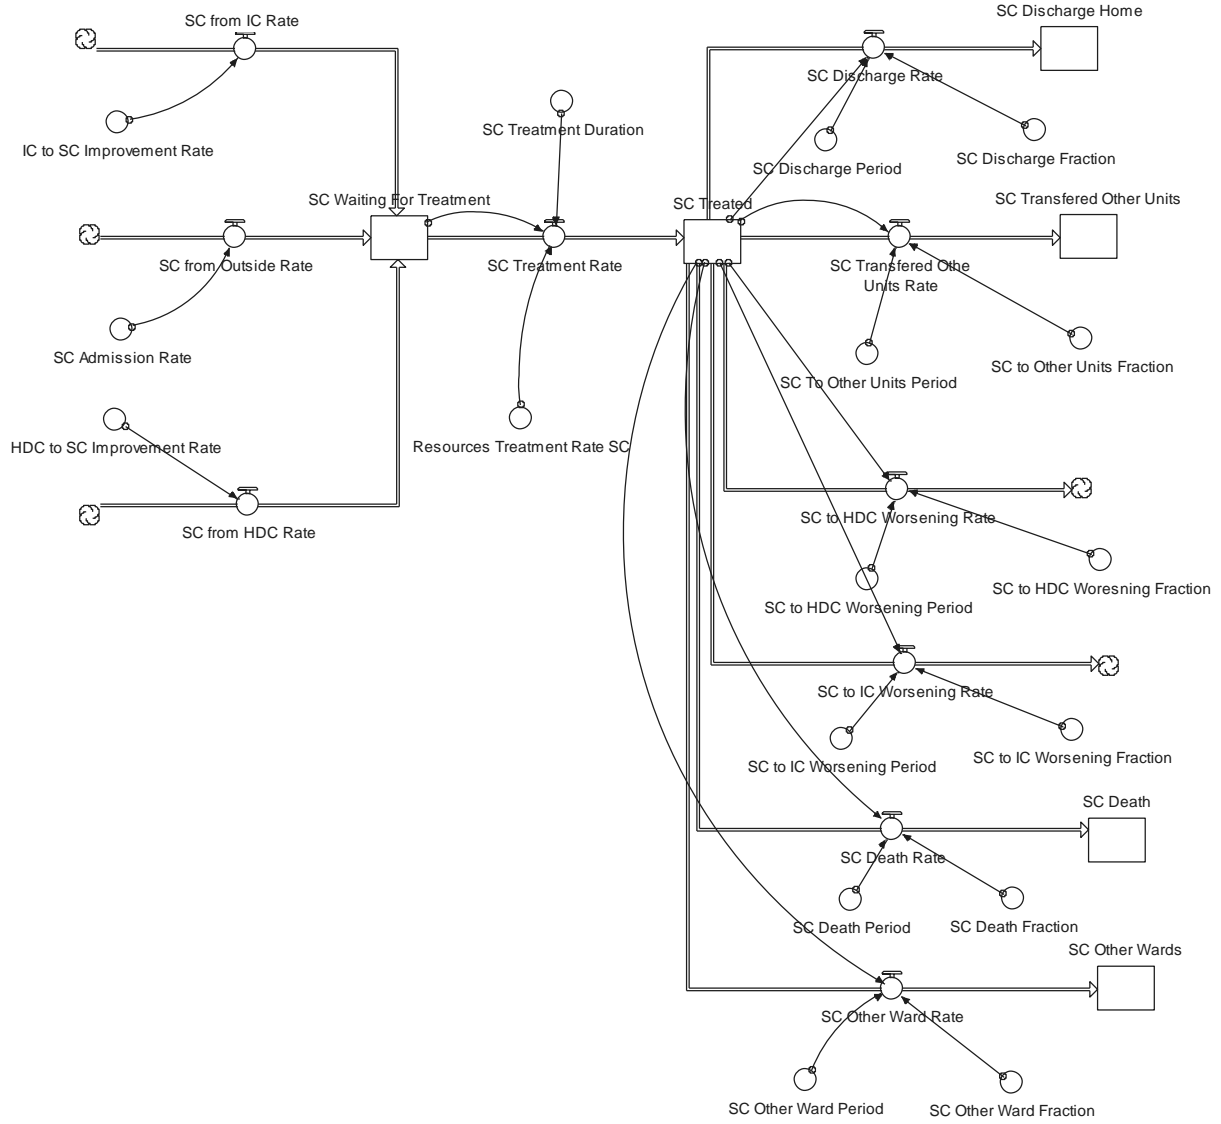 SC Discharge Home
SC from IC Rate
SC Discharge Rate
SC Treatment Duration
IC to SC Improvement Rate
SC Discharge Period
SC Discharge Fraction
SC Waiting For Treatment
SC Treated
SC Transfered Other Units
SC from Outside Rate
SC Treatment Rate
SC Transfered Othe
Units Rate
SC Admission Rate
SC To Other Units Period
SC to Other Units Fraction
HDC to SC Improvement Rate
Resources Treatment Rate SC
SC from HDC Rate
SC to HDC Worsening Rate
SC to HDC Woresning Fraction
SC to HDC Worsening Period
SC to IC Worsening Rate
SC to IC Worsening Period
SC to IC Worsening Fraction
SC Death
SC Death Rate
SC Death Period
SC Death Fraction
SC Other Wards
SC Other Ward Rate
SC Other Ward Period
SC Other Ward Fraction